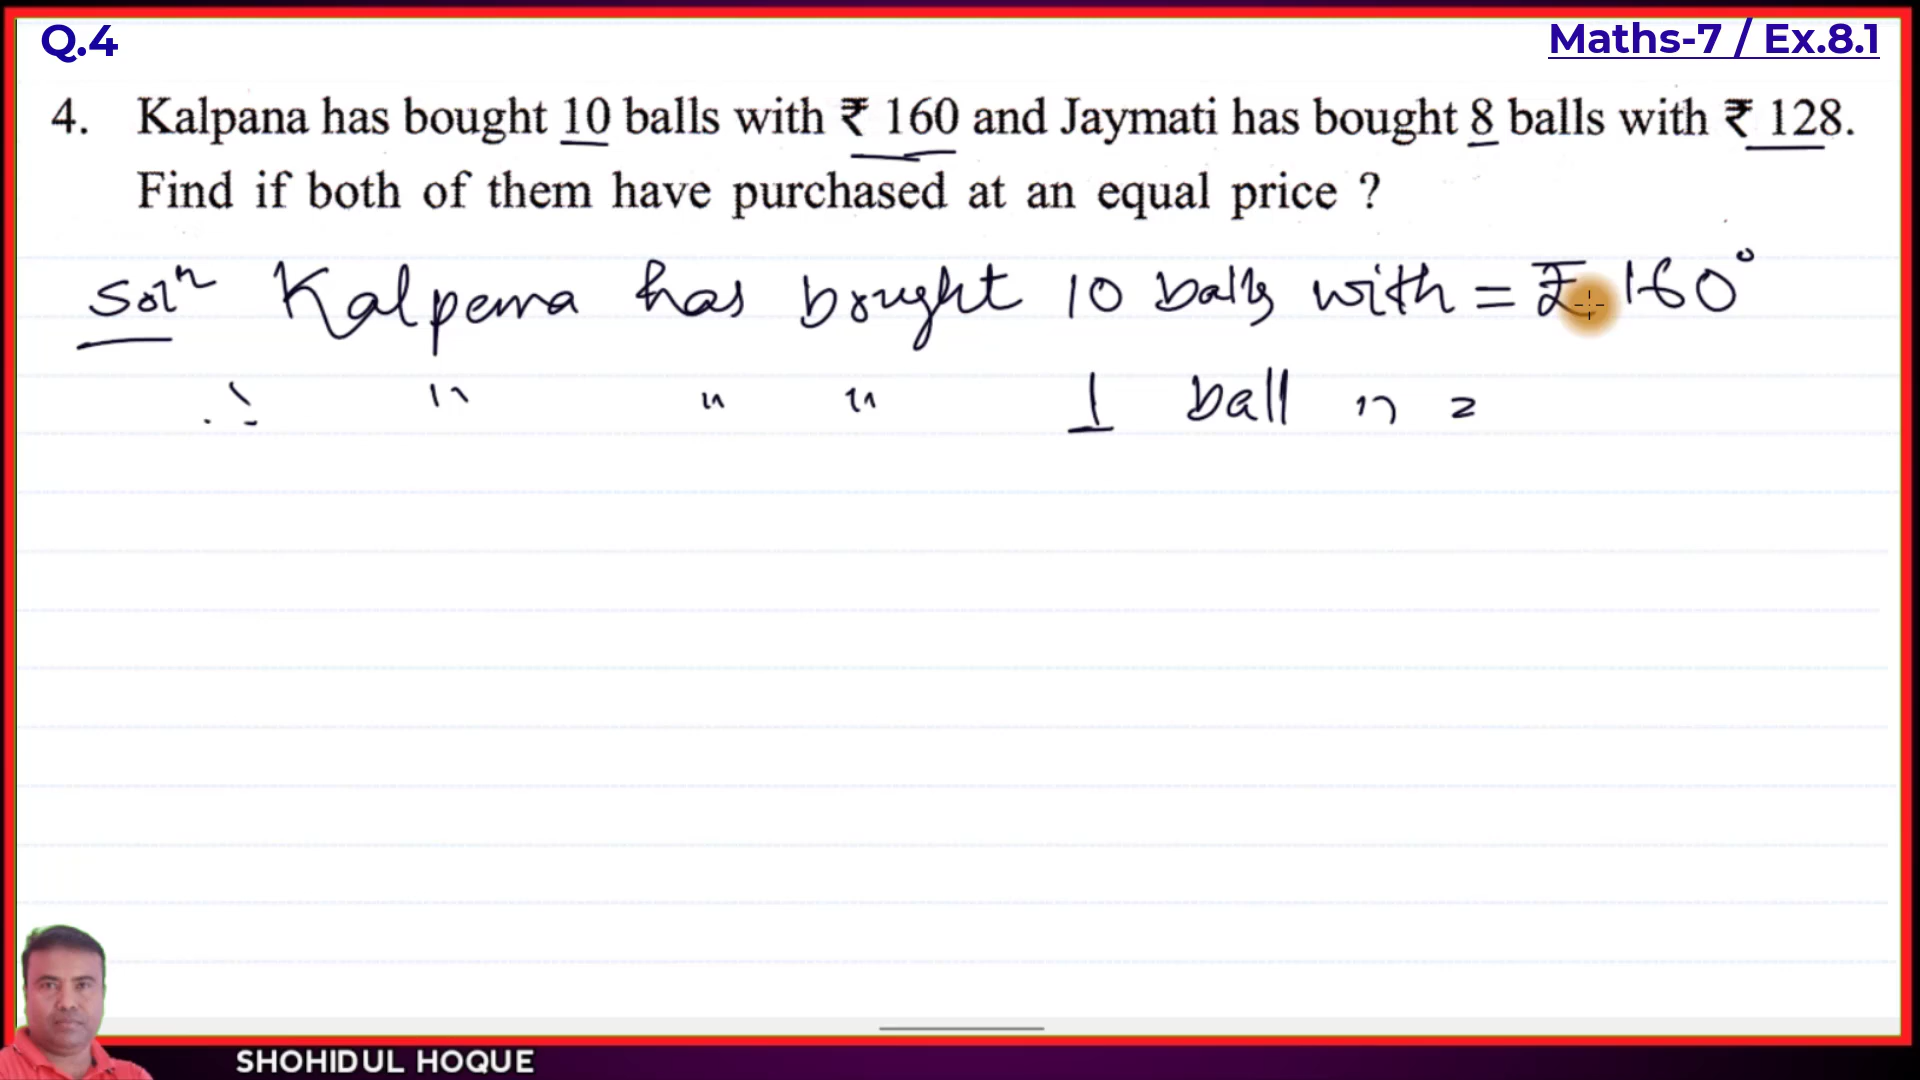 Q.4
Maths-7 / Ex.8.1
4. Kalpana has bought 10 balls with ₹ 160 and Jaymati has bought 8 balls with ₹ 128.
Find if both of them have purchased at an equal price ?
Solⁿ Kalpana has bought 10 balls with = ₹ 160
∴ " " " 1 ball " =
SHOHIDUL HOQUE